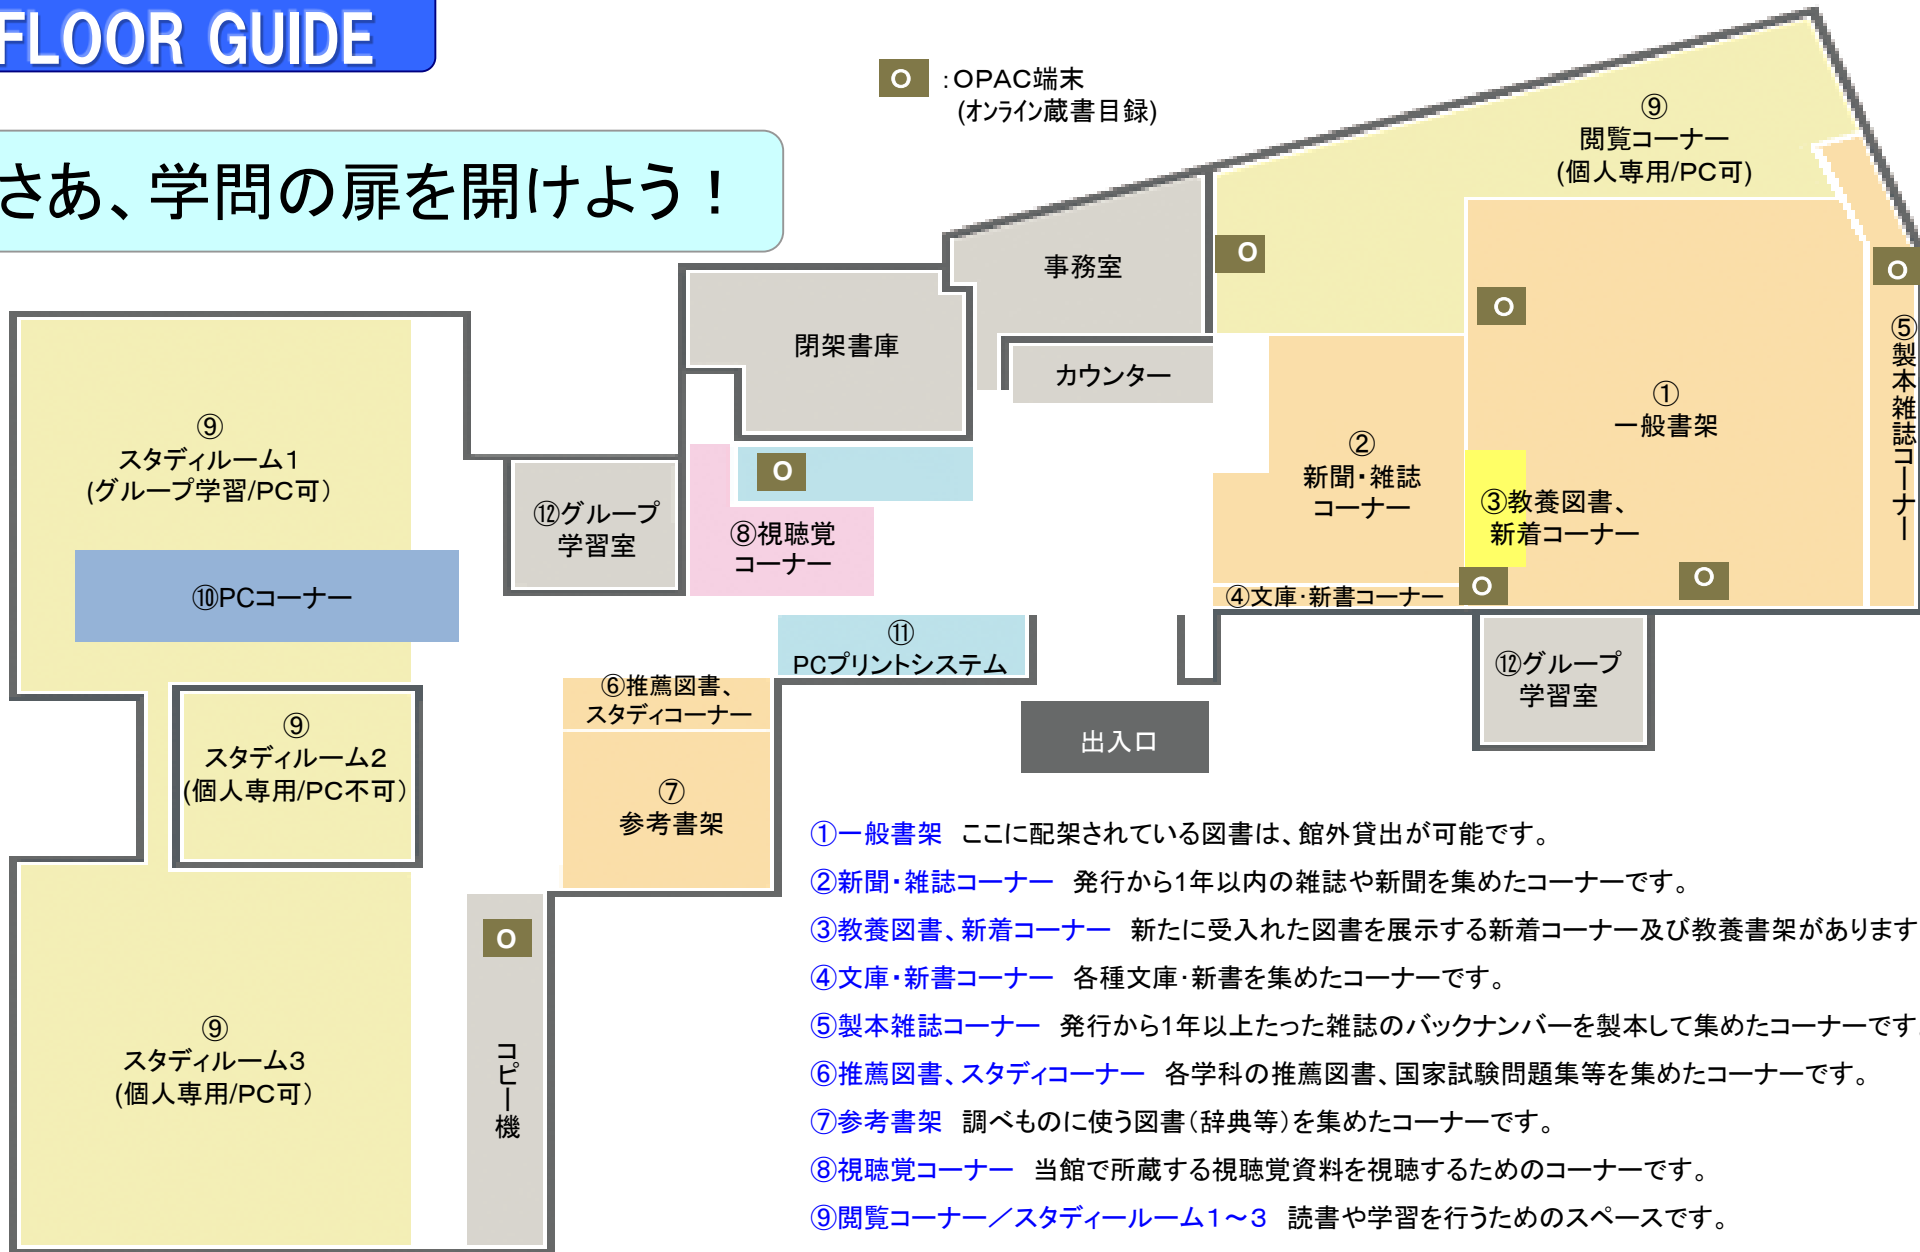 FLOOR GUIDE
O :OPAC端末
(オンライン蔵書目録)
さあ、学問の扉を開けよう！
⑨
閲覧コーナー
(個人専用/PC可)
O
事務室
O
O
閉架書庫
カウンター
⑤製本雑誌コーナー
①
一般書架
⑨
スタディルーム１
(グループ学習/PC可）
②
新聞・雑誌
コーナー
O
⑫グループ
学習室
⑧視聴覚
コーナー
③教養図書、
新着コーナー
⑩PCコーナー
④文庫・新書コーナー
O
O
⑪
PCプリントシステム
⑫グループ
学習室
⑥推薦図書、
スタディコーナー
⑨
スタディルーム２
(個人専用/PC不可）
出入口
⑦
参考書架
O
コピー機
⑨
スタディルーム３
(個人専用/PC可）
①一般書架　ここに配架されている図書は、館外貸出が可能です。
②新聞・雑誌コーナー　発行から1年以内の雑誌や新聞を集めたコーナーです。
③教養図書、新着コーナー　新たに受入れた図書を展示する新着コーナー及び教養書架があります
④文庫・新書コーナー　各種文庫・新書を集めたコーナーです。
⑤製本雑誌コーナー　発行から1年以上たった雑誌のバックナンバーを製本して集めたコーナーです。
⑥推薦図書、スタディコーナー　各学科の推薦図書、国家試験問題集等を集めたコーナーです。
⑦参考書架　調べものに使う図書（辞典等）を集めたコーナーです。
⑧視聴覚コーナー　当館で所蔵する視聴覚資料を視聴するためのコーナーです。
⑨閲覧コーナー／スタディールーム１～３　読書や学習を行うためのスペースです。